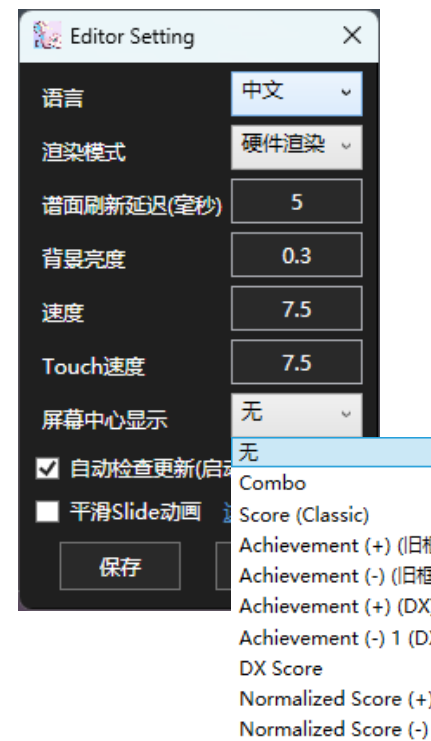 Editor Setting
语言
中文
渲染模式
硬件渲染
谱面刷新延迟(毫秒)
5
背景亮度
0.3
速度
7.5
Touch速度
7.5
屏幕中心显示
无
自动检查更新(启
平滑Slide动画
保存
无
Combo
Score (Classic)
Achievement (+) (旧
Achievement (-) (旧框
Achievement (+) (DX)
Achievement (-) 1 (D
DX Score
Normalized Score (+)
Normalized Score (-)